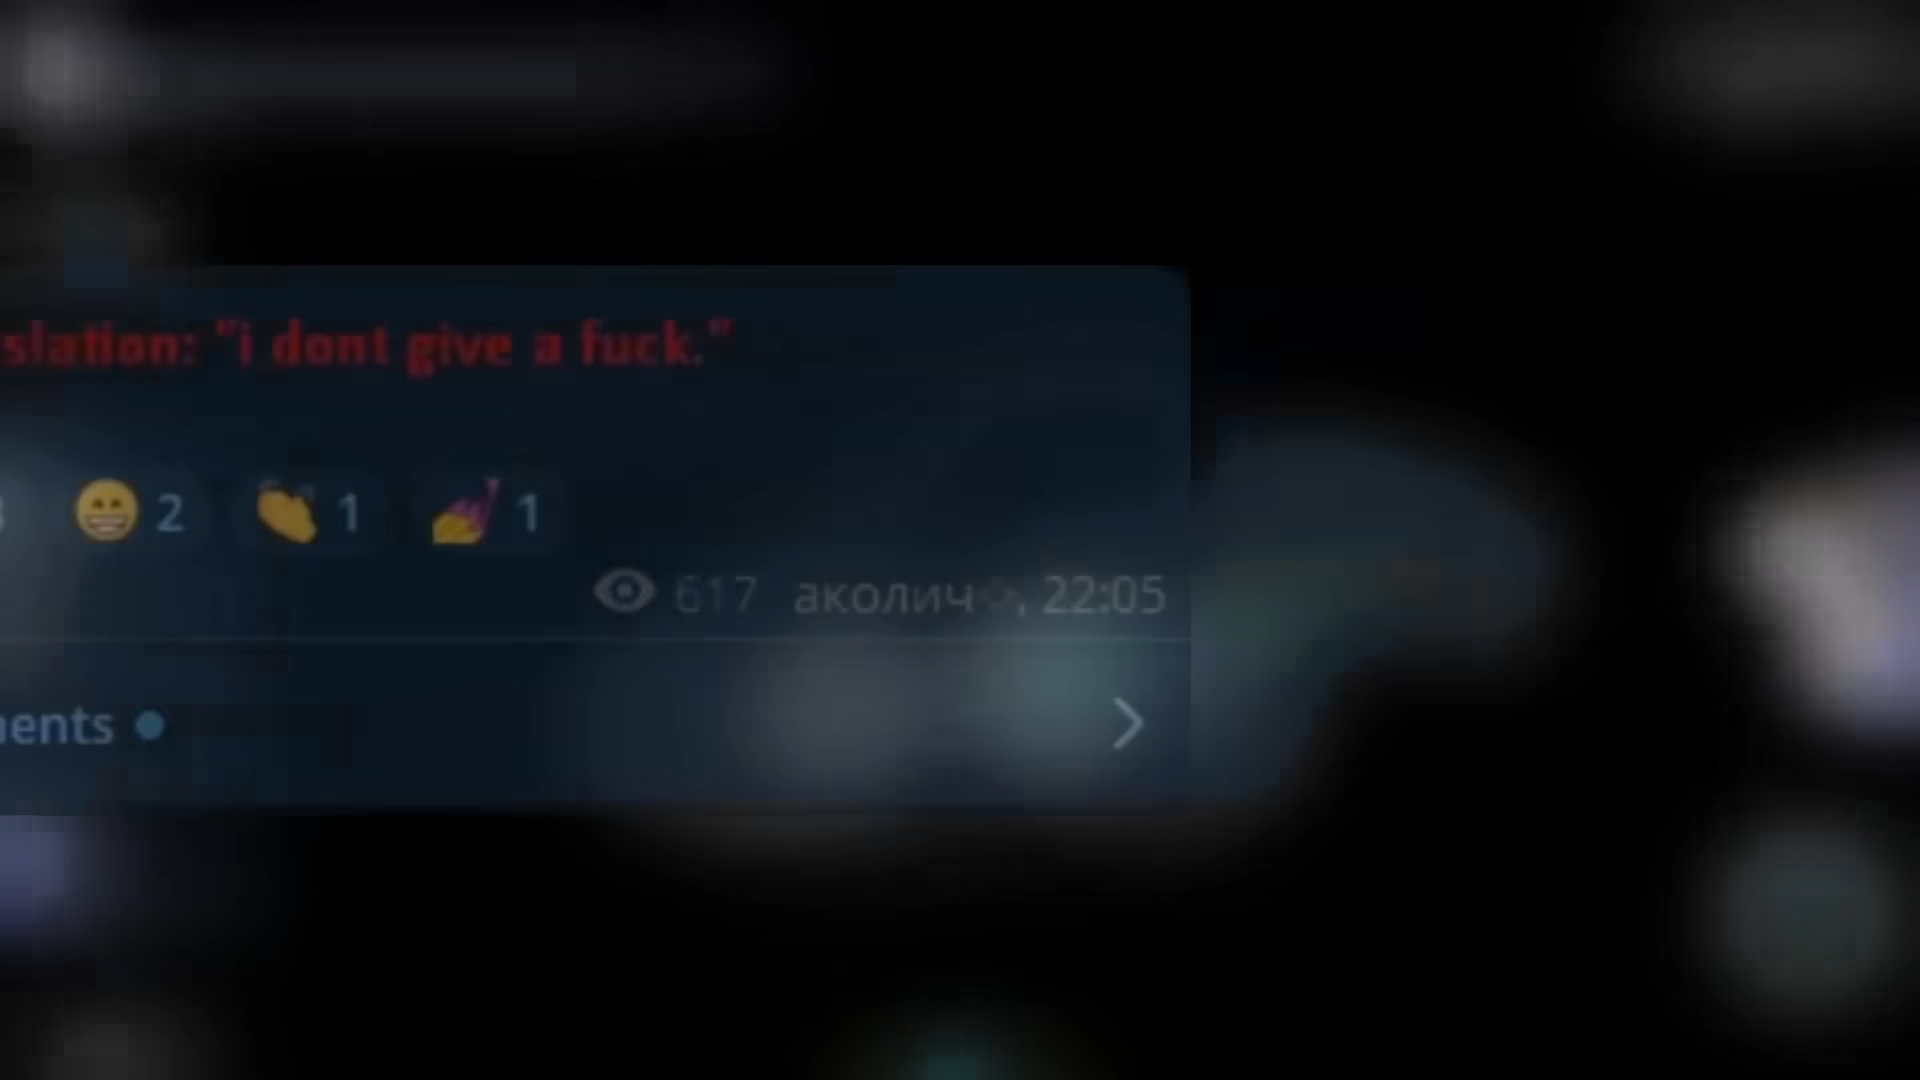 slation: "i dont give a fuck."
2 1 1
617 аколич, 22:05
ents